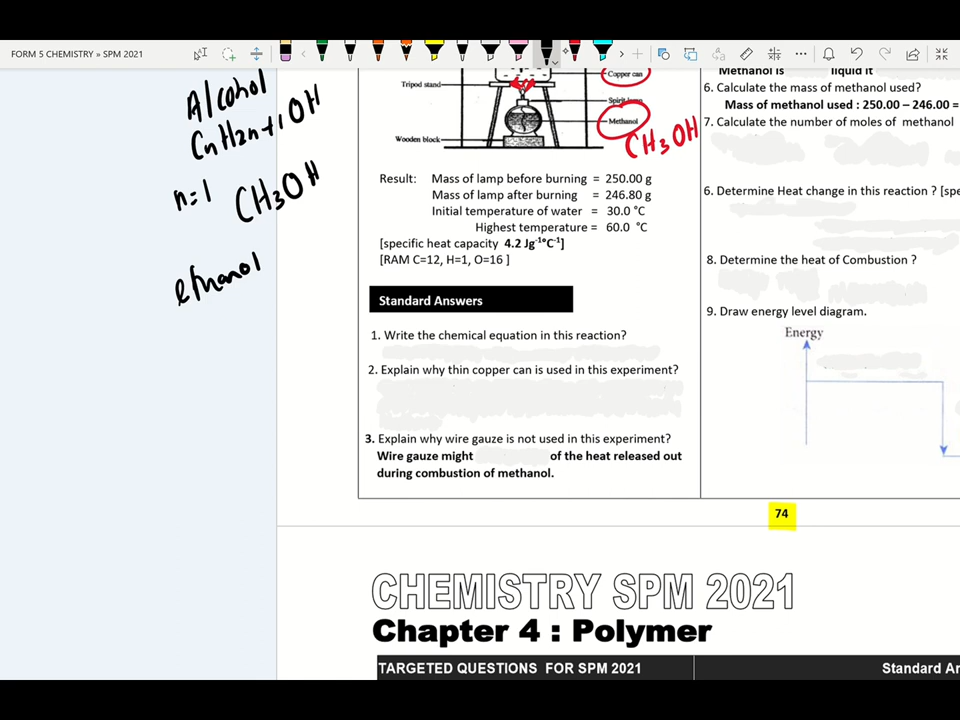 FORM 5 CHEMISTRY » SPM 2021
Alcohol
CnH2n+1OH
n=1 CH3OH
ethanol
Tripod stand
Copper can
Methanol
Wooden block
CH3OH
Result: Mass of lamp before burning = 250.00 g
Mass of lamp after burning = 246.80 g
Initial temperature of water = 30.0 °C
Highest temperature = 60.0 °C
[specific heat capacity 4.2 Jg-1°C-1]
[RAM C=12, H=1, O=16 ]
Standard Answers
1. Write the chemical equation in this reaction?
2. Explain why thin copper can is used in this experiment?
3. Explain why wire gauze is not used in this experiment?
Wire gauze might of the heat released out
during combustion of methanol.
Methanol is liquid it
6. Calculate the mass of methanol used?
Mass of methanol used : 250.00 – 246.00 =
7. Calculate the number of moles of methanol
6. Determine Heat change in this reaction ? [spe
8. Determine the heat of Combustion ?
9. Draw energy level diagram.
Energy
74
CHEMISTRY SPM 2021
Chapter 4 : Polymer
TARGETED QUESTIONS FOR SPM 2021
Standard An